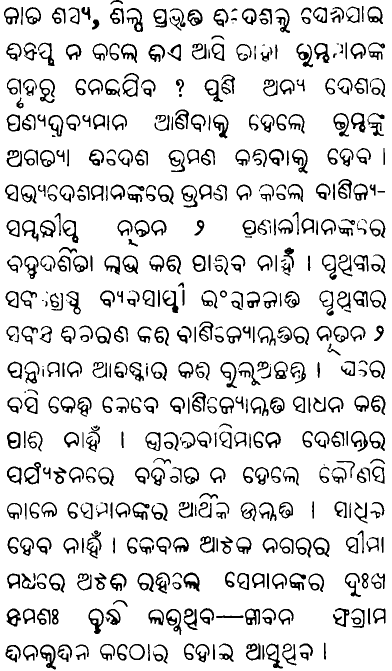 ଜାତ ଶସ୍ୟ, ଶିଳ୍ପ ପ୍ରଭୃତି ବିଦେଶକୁ ଘେନିଯାଇ
ବିକ୍ରୟ ନ କଲେ କିଏ ଆସି ତାହା ତୁମ୍ଭମାନଙ୍କ
ଗୃହରୁ ନେଇଯିବ ? ପୁଣି ଅନ୍ୟ ଦେଶର
ପଣ୍ୟଦ୍ରବ୍ୟମାନ ଆଣିବାକୁ ହେଲେ ତୁମ୍ଭଙ୍କୁ
ଅଗତ୍ୟା ବିଦେଶ ଭ୍ରମଣ କରିବାକୁ ହେବ ।
ସଭ୍ୟଦେଶମାନଙ୍କରେ ଭ୍ରମଣ ନ କଲେ ବାଣିଜ୍ୟ-
ସମ୍ବନ୍ଧୀୟ ନୂତନ ୨ ପ୍ରଣାଳୀମାନଙ୍କରେ
ବହୁଦର୍ଶିତା ଲଭ କରି ପାରିବ ନାହିଁ । ପୃଥିବୀର
ସର୍ବଶ୍ରେଷ୍ଠ ବ୍ୟବସାୟୀ ଇଂରାଜଜାତି ପୃଥିବୀର
ସର୍ବତ୍ର ବିଚରଣ କରି ବାଣିଜ୍ୟୋନ୍ନତିର ନୂତନ ୨
ପନ୍ଥାମାନ ଆବିଷ୍କାର କରି ବୁଲୁଅଛନ୍ତି । ଘରେ
ବସି କେହି କେବେ ବାଣିଜ୍ୟୋନ୍ନତି ସାଧନ କରି
ପାରି ନାହିଁ । ଭାରତବାସିମାନେ ଦେଶାନ୍ତର
ପର୍ଯ୍ୟଟନରେ ବହିର୍ଗତ ନ ହେଲେ କୌଣସି
କାଳେ ସେମାନଙ୍କର ଆର୍ଥିକ ଉନ୍ନତି । ସାଧିତ
ହେବ ନାହିଁ । କେବଳ ଆଟକ ନଗରର ସୀମା
ମଧ୍ୟରେ ଅଟକ ରହିଲେ ସେମାନଙ୍କର ଦୁଃଖ
କ୍ରମଶଃ ବୃଦ୍ଧି ଲଭୁଥିବ—ଜୀବନ ସଂଗ୍ରାମ
ଦିନକୁଦିନ କଠୋର ହୋଇ ଆସୁଥିବ ।